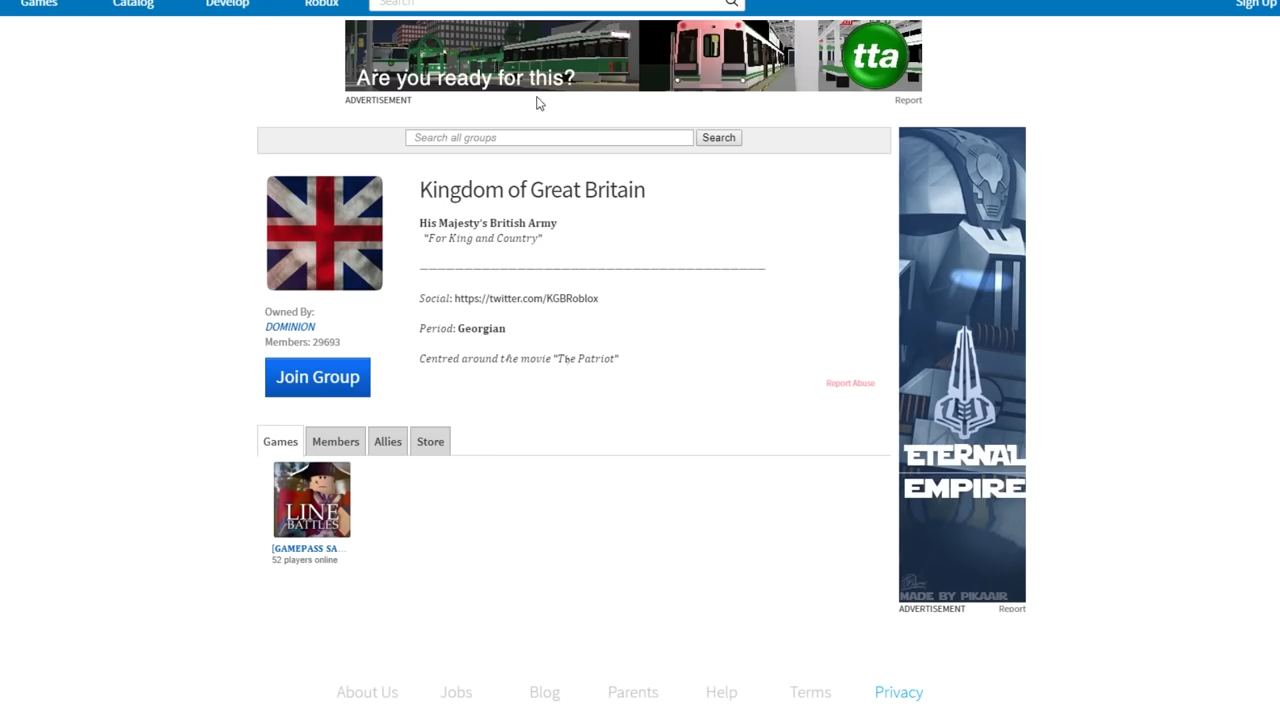 Games Catalog Develop Robux Search Sign Up
Are you ready for this?
tta
ADVERTISEMENT Report
Search all groups Search
Kingdom of Great Britain
His Majesty's British Army
"For King and Country"
Social: https://twitter.com/KGBRoblox
Period: Georgian
Centred around the movie "The Patriot"
Report Abuse
Owned By:
DOMINION
Members: 29693
Join Group
Games Members Allies Store
LINE
BATTLES
[GAMEPASS SA...
52 players online
ETERNAL
EMPIRE
MADE BY PIKAAIR
ADVERTISEMENT Report
About Us Jobs Blog Parents Help Terms Privacy